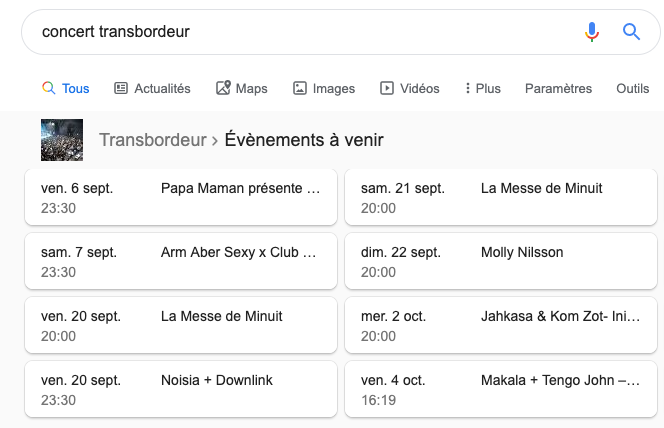 concert transbordeur
Tous Actualités Maps Images Vidéos Plus Paramètres Outils
Transbordeur › Évènements à venir
ven. 6 sept. Papa Maman présente ...
23:30
sam. 21 sept. La Messe de Minuit
20:00
sam. 7 sept. Arm Aber Sexy x Club ...
23:30
dim. 22 sept. Molly Nilsson
20:00
ven. 20 sept. La Messe de Minuit
20:00
mer. 2 oct. Jahkasa & Kom Zot- Ini...
20:00
ven. 20 sept. Noisia + Downlink
23:30
ven. 4 oct. Makala + Tengo John –...
16:19